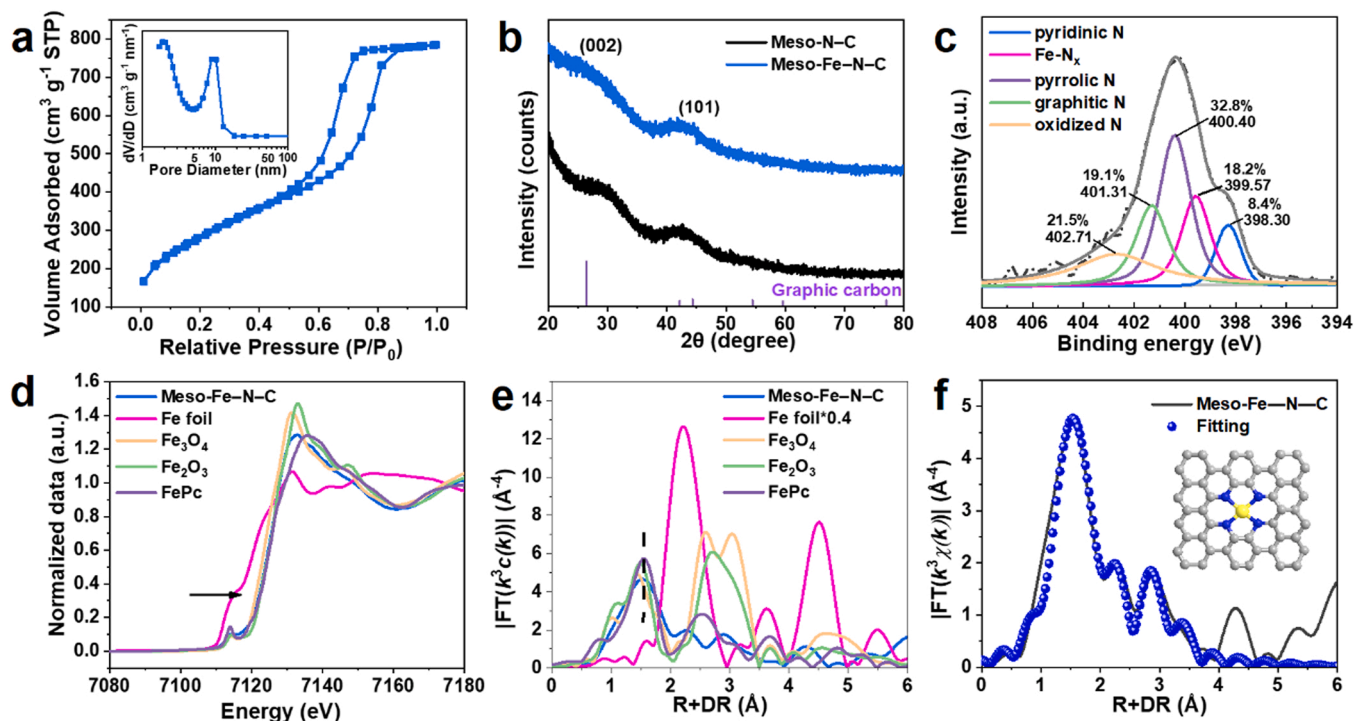 a
Volume Adsorbed (cm³ g⁻¹ STP)
800
700
600
500
400
300
200
100
0.0 0.2 0.4 0.6 0.8 1.0
Relative Pressure (P/P₀)
dV/dD (cm³ g⁻¹ nm⁻¹)
1 5 10 50 100
Pore Diameter (nm)
b
Intensity (counts)
(002)
(101)
Meso-N–C
Meso-Fe–N–C
Graphic carbon
20 30 40 50 60 70 80
2θ (degree)
c
Intensity (a.u.)
pyridinic N
Fe-Nₓ
pyrrolic N
graphitic N
oxidized N
32.8%
400.40
19.1%
401.31
18.2%
399.57
21.5%
402.71
8.4%
398.30
408 406 404 402 400 398 396 394
Binding energy (eV)
d
Normalized data (a.u.)
1.6
1.4
1.2
1.0
0.8
0.6
0.4
0.2
0.0
Meso-Fe–N–C
Fe foil
Fe₃O₄
Fe₂O₃
FePc
7080 7100 7120 7140 7160 7180
Energy (eV)
e
|FT(k³c(k))| (Å⁻⁴)
14
12
10
8
6
4
2
0
Meso-Fe–N–C
Fe foil*0.4
Fe₃O₄
Fe₂O₃
FePc
0 1 2 3 4 5 6
R+DR (Å)
f
|FT(k³χ(k))| (Å⁻⁴)
5
4
3
2
1
0
Meso-Fe—N—C
Fitting
0 1 2 3 4 5 6
R+DR (Å)